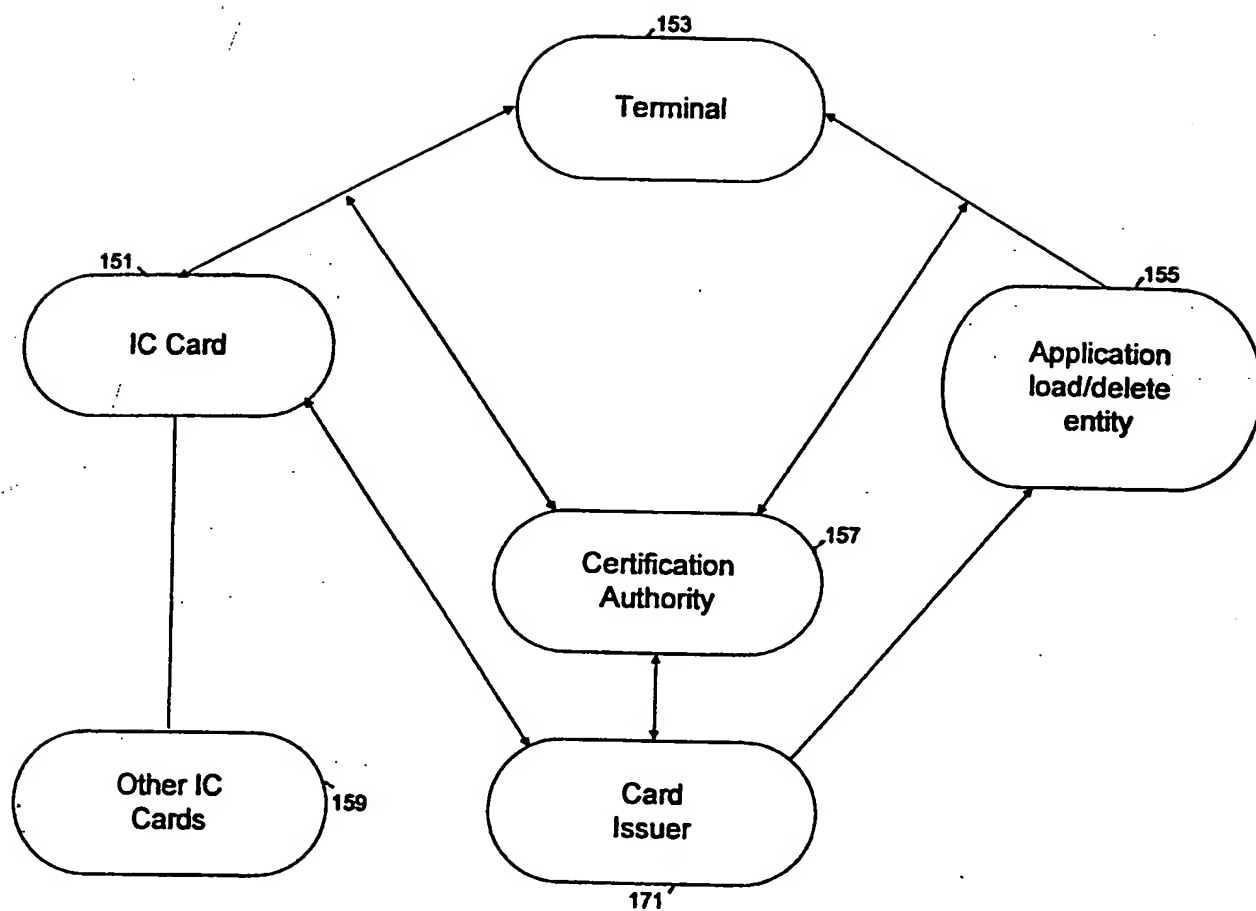 153
Terminal
151
IC Card
155
Application
load/delete
entity
157
Certification
Authority
Other IC
Cards
159
Card
Issuer
171